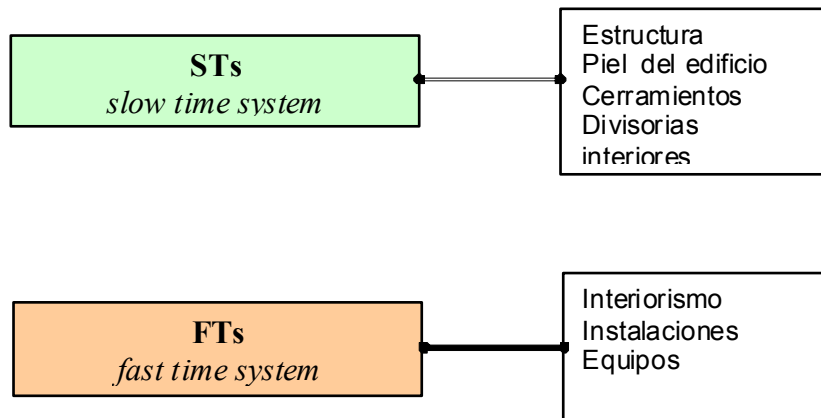 STs
slow time system
Estructura
Piel del edificio
Cerramientos
Divisorias
interiores
FTs
fast time system
Interiorismo
Instalaciones
Equipos